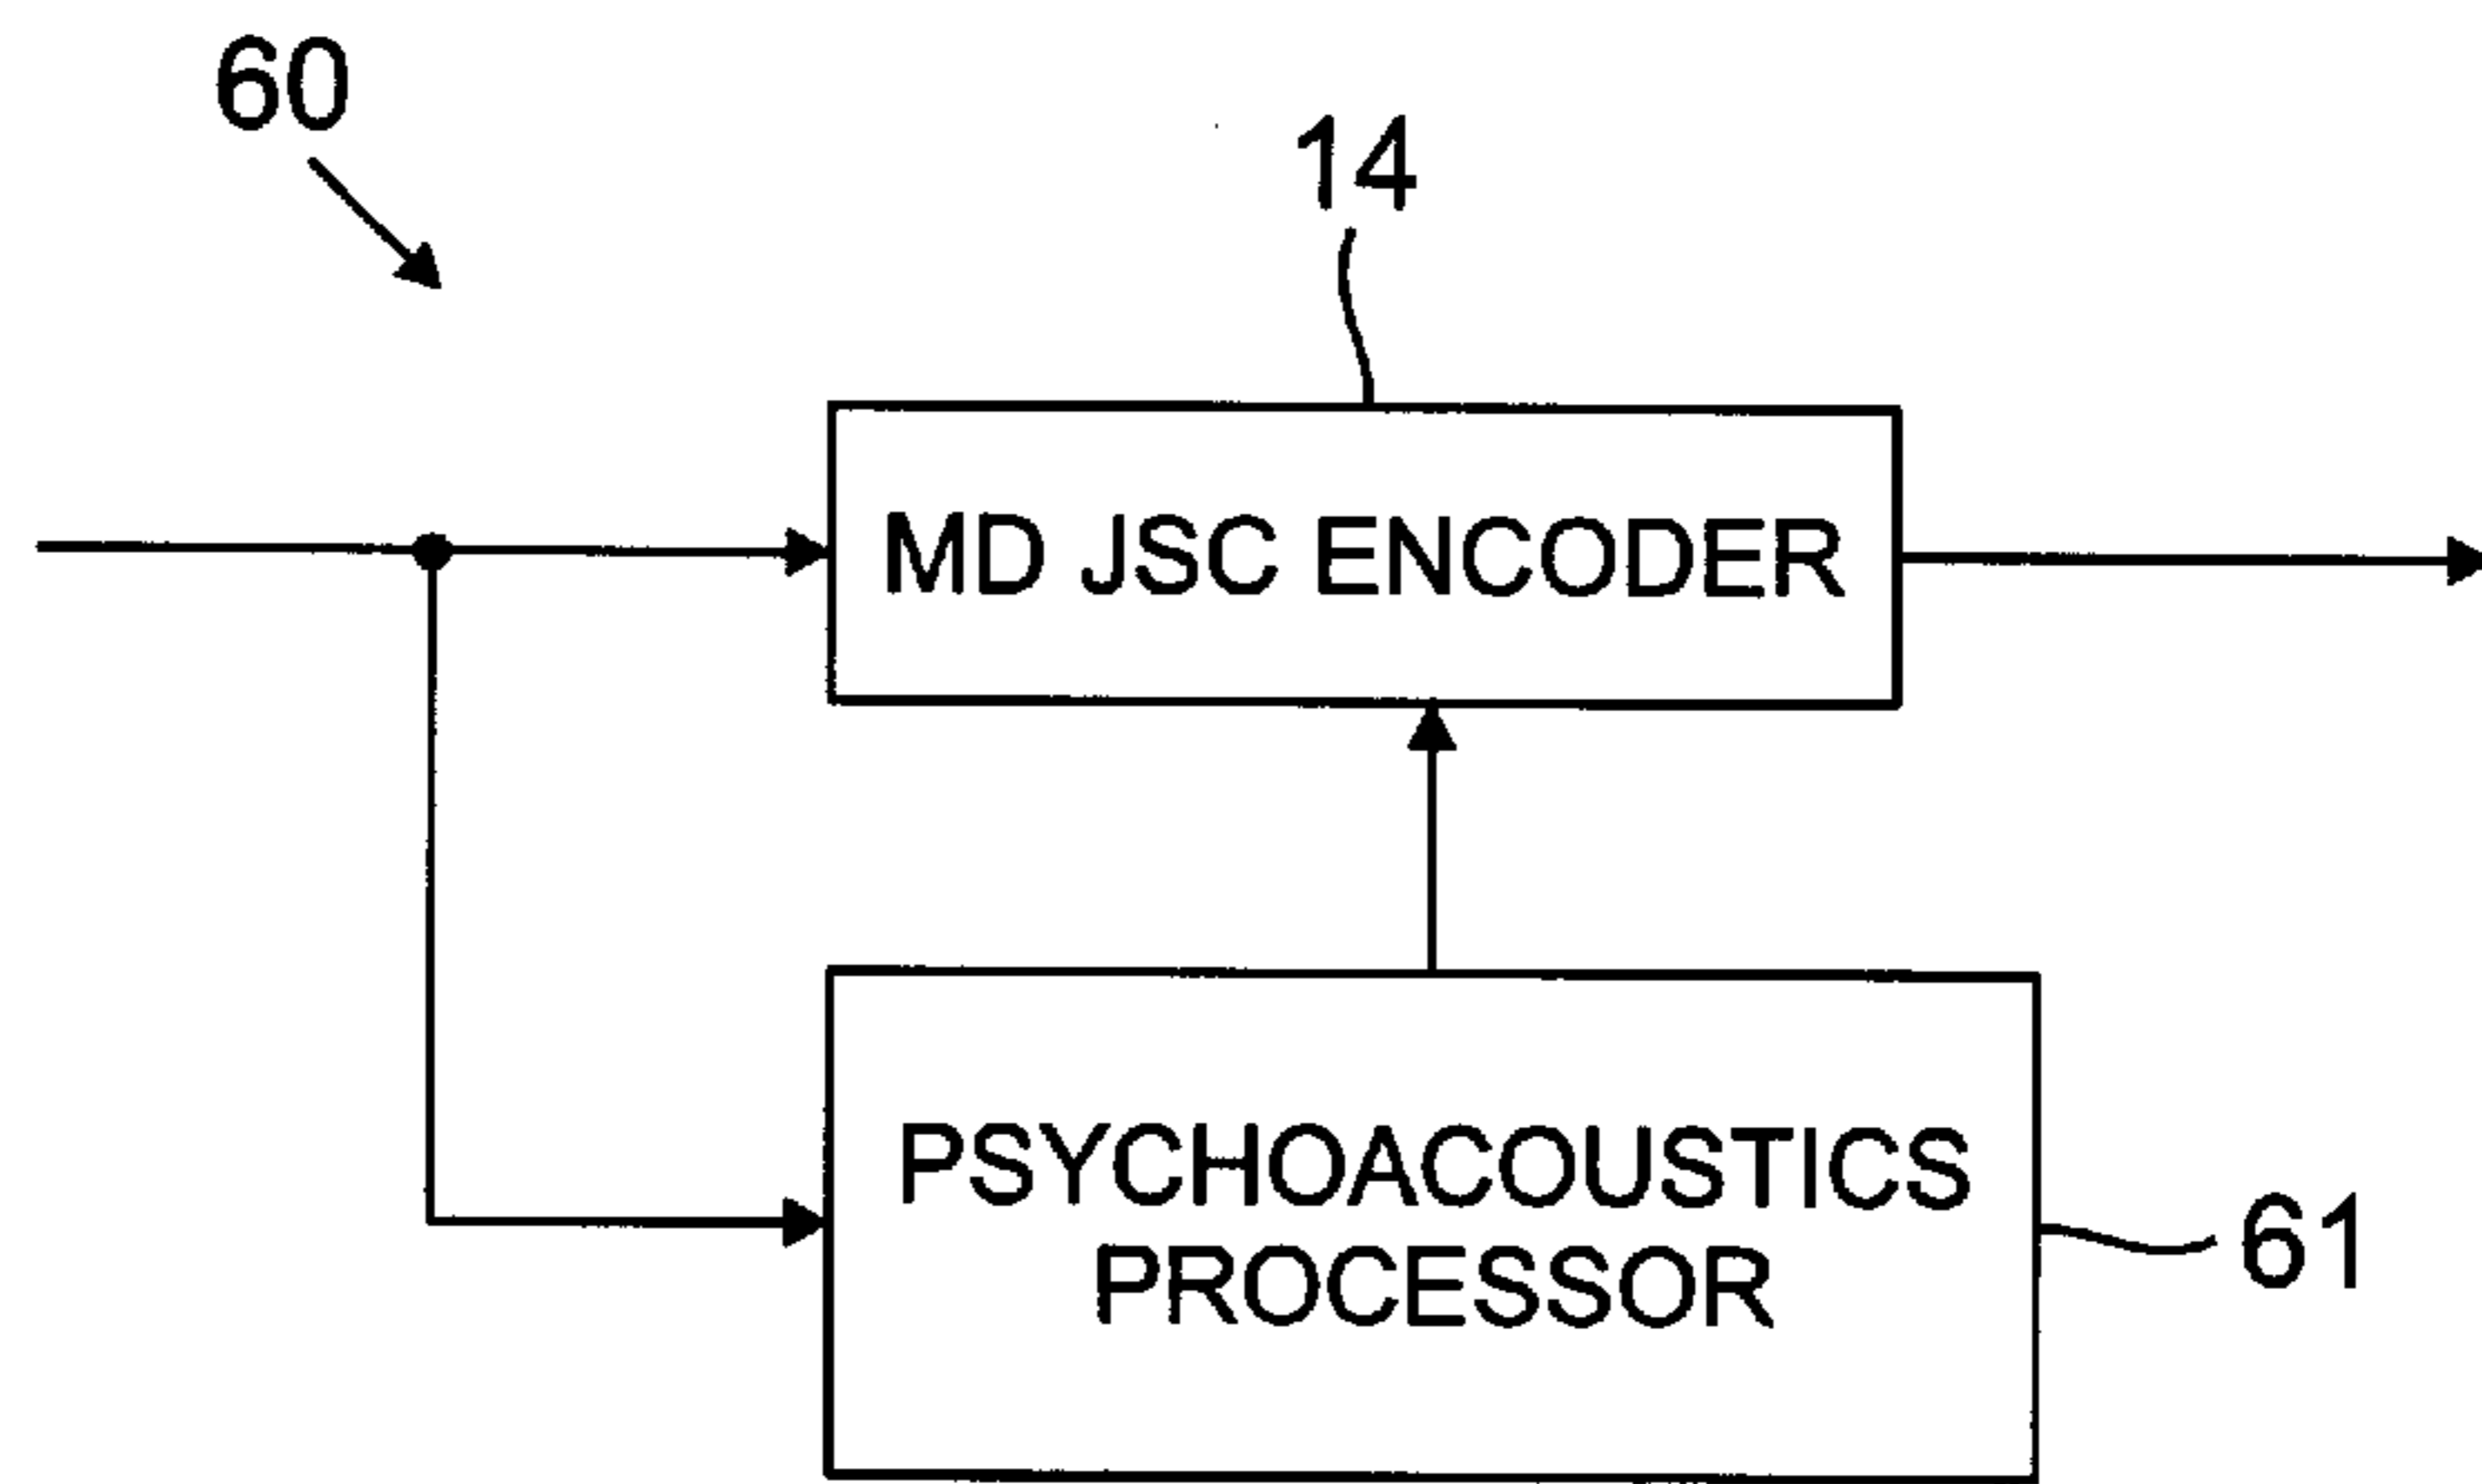 60
14
MD JSC ENCODER
PSYCHOACOUSTICS
PROCESSOR
61